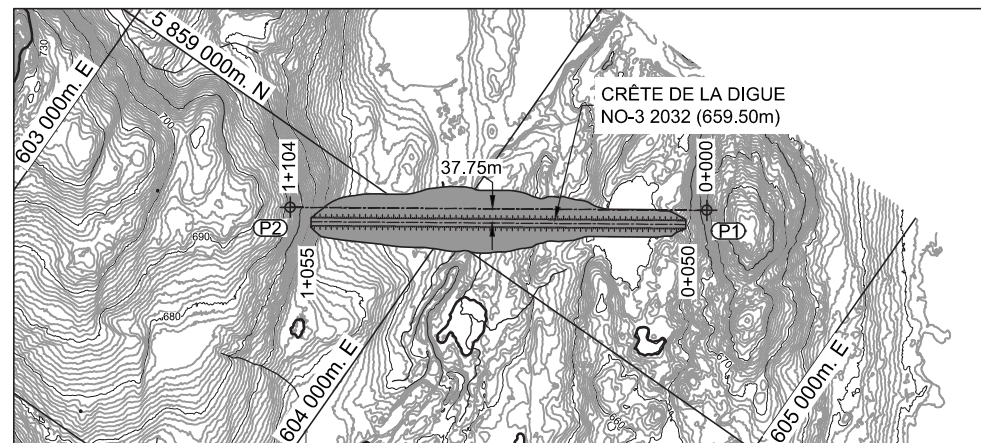 730
5 859 000m. N
603 000m. E
700
CRÊTE DE LA DIGUE
NO-3 2032 (659.50m)
37.75m
1+104
0+000
P2
P1
690
1+055
0+050
680
604 000m. E
605 000m. E